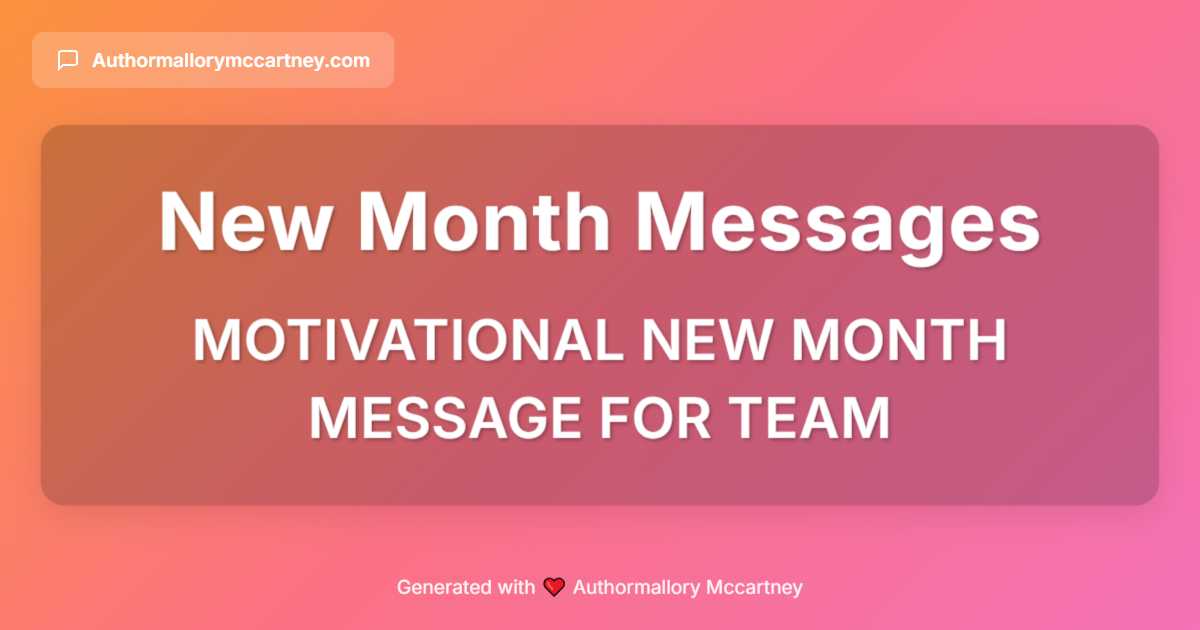 Authormallorymccartney.com
New Month Messages
MOTIVATIONAL NEW MONTH
MESSAGE FOR TEAM
Generated with ❤️ Authormallory Mccartney